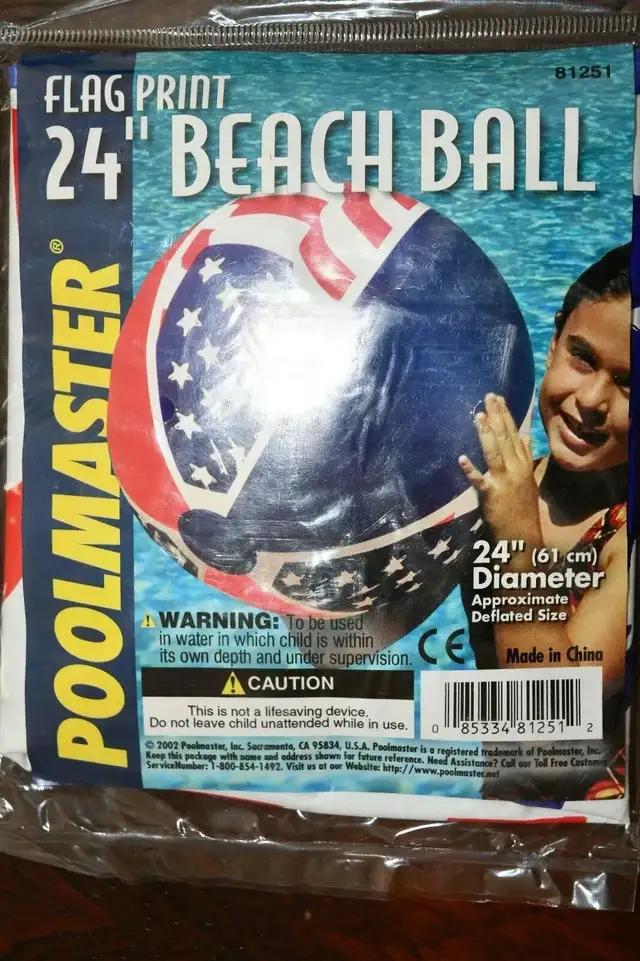 81251
FLAG PRINT
24" BEACH BALL
POOLMASTER®
24" (61 cm)
Diameter
Approximate
Deflated Size
WARNING: To be used
in water in which child is within
its own depth and under supervision.
CE
Made in China
CAUTION
This is not a lifesaving device.
Do not leave child unattended while in use.
0 85334 81251 2
© 2002 Poolmaster, Inc. Sacramento, CA 95834, U.S.A. Poolmaster is a registered trademark of Poolmaster, Inc.
Keep this package with name and address shown for future reference. Need Assistance? Call our Toll Free Customer
ServiceNumber: 1-800-854-1492. Visit us at our Website: http://www.poolmaster.net